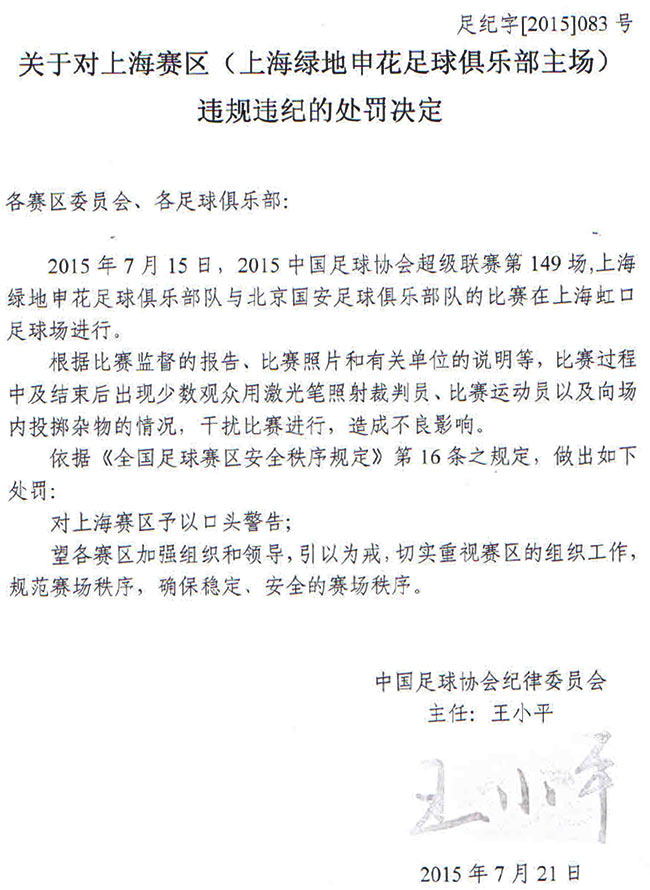 足纪字[2015]083 号
关于对上海赛区（上海绿地申花足球俱乐部主场）
违规违纪的处罚决定
各赛区委员会、各足球俱乐部：
2015 年 7 月 15 日，2015 中国足球协会超级联赛第 149 场,上海
绿地申花足球俱乐部队与北京国安足球俱乐部队的比赛在上海虹口
足球场进行。
根据比赛监督的报告、比赛照片和有关单位的说明等，比赛过程
中及结束后出现少数观众用激光笔照射裁判员、比赛运动员以及向场
内投掷杂物的情况，干扰比赛进行，造成不良影响。
依据《全国足球赛区安全秩序规定》第 16 条之规定，做出如下
处罚：
对上海赛区予以口头警告；
望各赛区加强组织和领导，引以为戒，切实重视赛区的组织工作，
规范赛场秩序，确保稳定、安全的赛场秩序。
中国足球协会纪律委员会
主任：王小平
王小平
2015 年 7 月 21 日